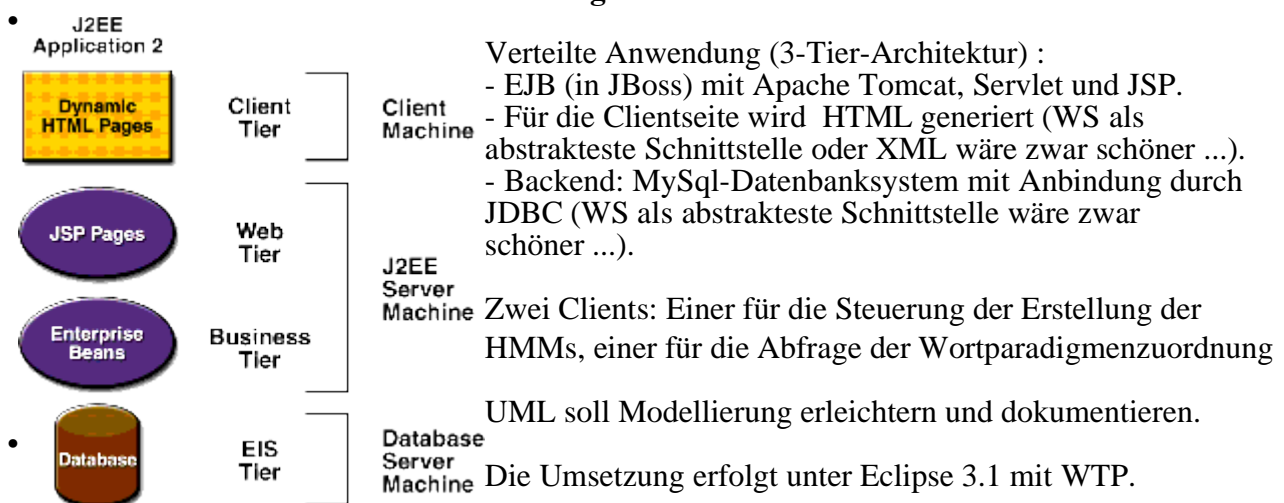 J2EE
Application 2
Dynamic
HTML Pages
Client
Tier
Client
Machine
JSP Pages
Web
Tier
J2EE
Server
Machine
Enterprise
Beans
Business
Tier
Database
EIS
Tier
Database
Server
Machine
Verteilte Anwendung (3-Tier-Architektur) :
- EJB (in JBoss) mit Apache Tomcat, Servlet und JSP.
- Für die Clientseite wird HTML generiert (WS als
abstrakteste Schnittstelle oder XML wäre zwar schöner ...).
- Backend: MySql-Datenbanksystem mit Anbindung durch
JDBC (WS als abstrakteste Schnittstelle wäre zwar
schöner ...).
Zwei Clients: Einer für die Steuerung der Erstellung der
HMMs, einer für die Abfrage der Wortparadigmenzuordnung
UML soll Modellierung erleichtern und dokumentieren.
Die Umsetzung erfolgt unter Eclipse 3.1 mit WTP.